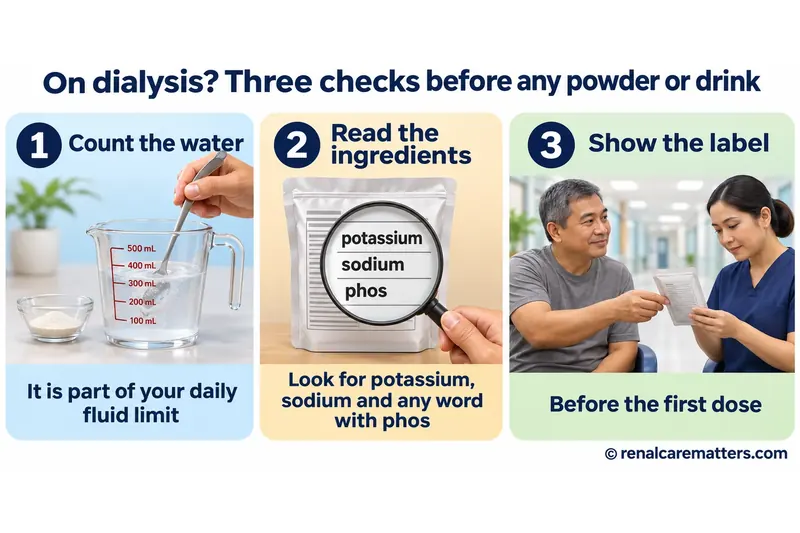 On dialysis? Three checks before any powder or drink
1 Count the water
500 mL
400 mL
300 mL
200 mL
100 mL
It is part of your daily
fluid limit
2 Read the
ingredients
potassium
sodium
phos
Look for potassium,
sodium and any word
with phos
3 Show the label
Before the first dose
© renalcarematters.com